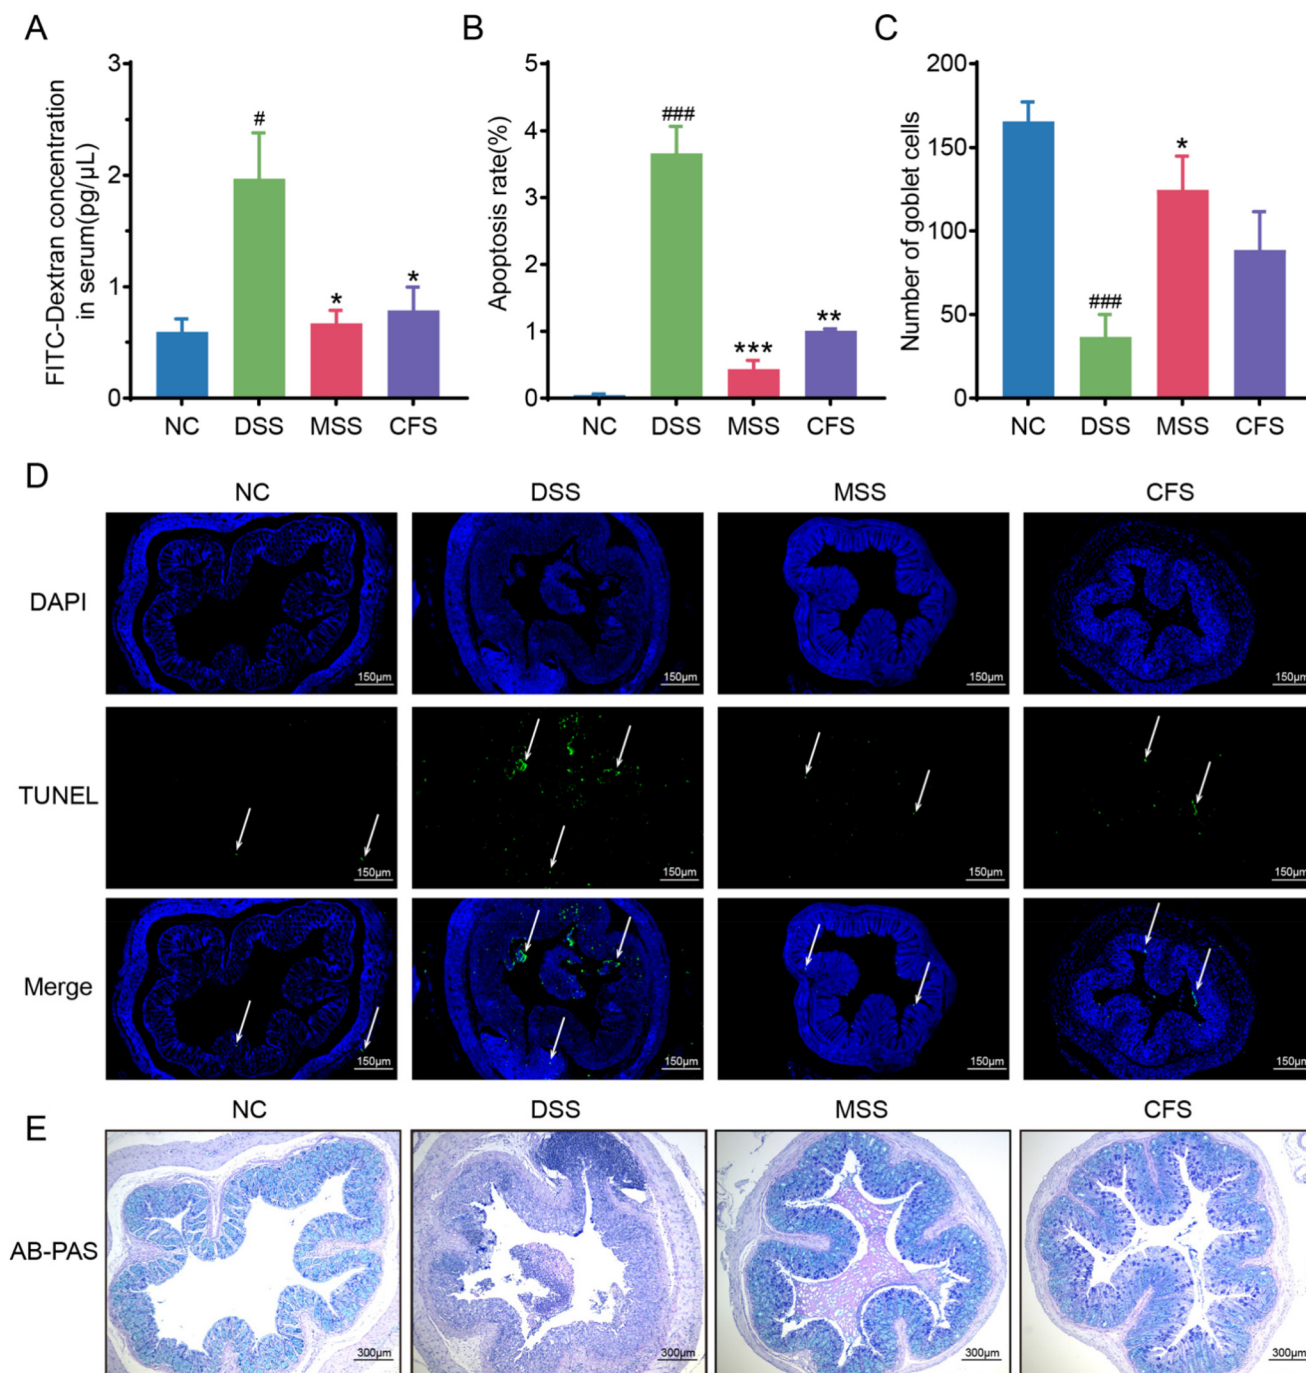 A
B
C
FITC-Dextran concentration
in serum(pg/μL)
3
2
1
0
#
*
*
NC DSS MSS CFS
Apoptosis rate(%)
5
4
3
2
1
0
###
***
**
NC DSS MSS CFS
Number of goblet cells
200
150
100
50
0
###
*
NC DSS MSS CFS
D
NC DSS MSS CFS
DAPI
150μm 150μm 150μm 150μm
TUNEL
150μm 150μm 150μm 150μm
Merge
150μm 150μm 150μm 150μm
E
NC DSS MSS CFS
AB-PAS
300μm 300μm 300μm 300μm